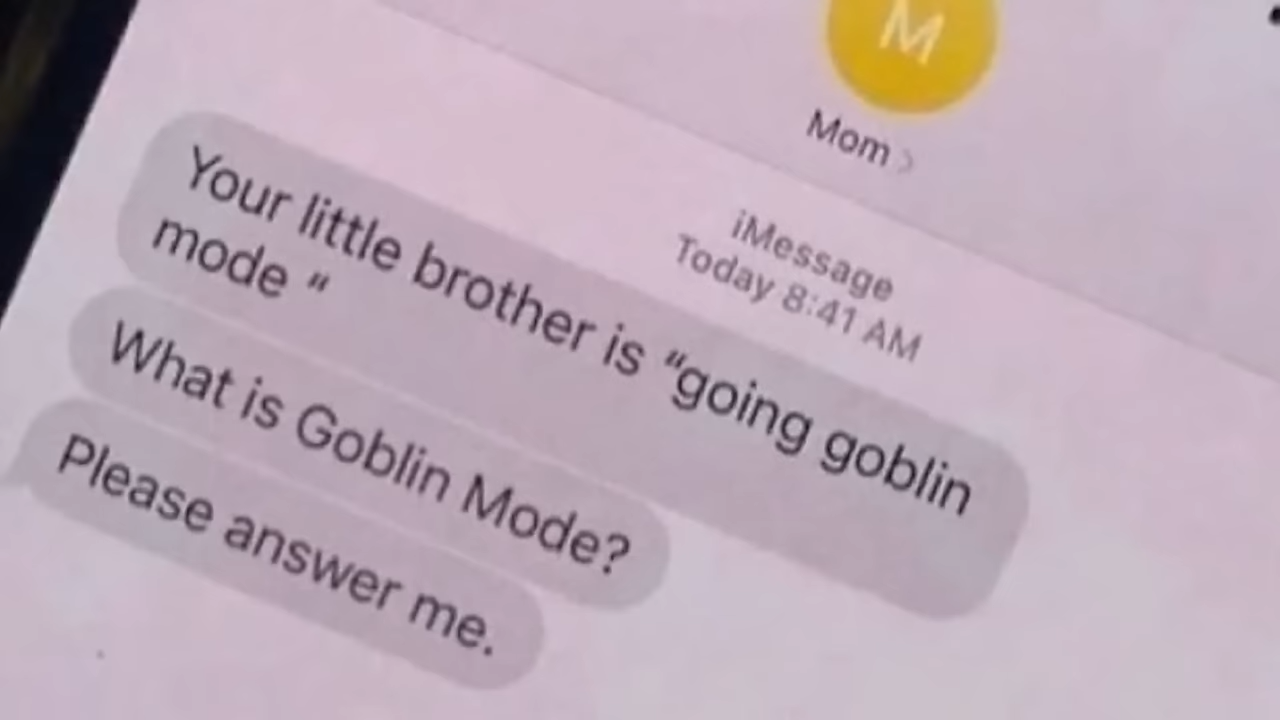 M
Mom >
iMessage
Today 8:41 AM
Your little brother is “going goblin
mode “
What is Goblin Mode?
Please answer me.